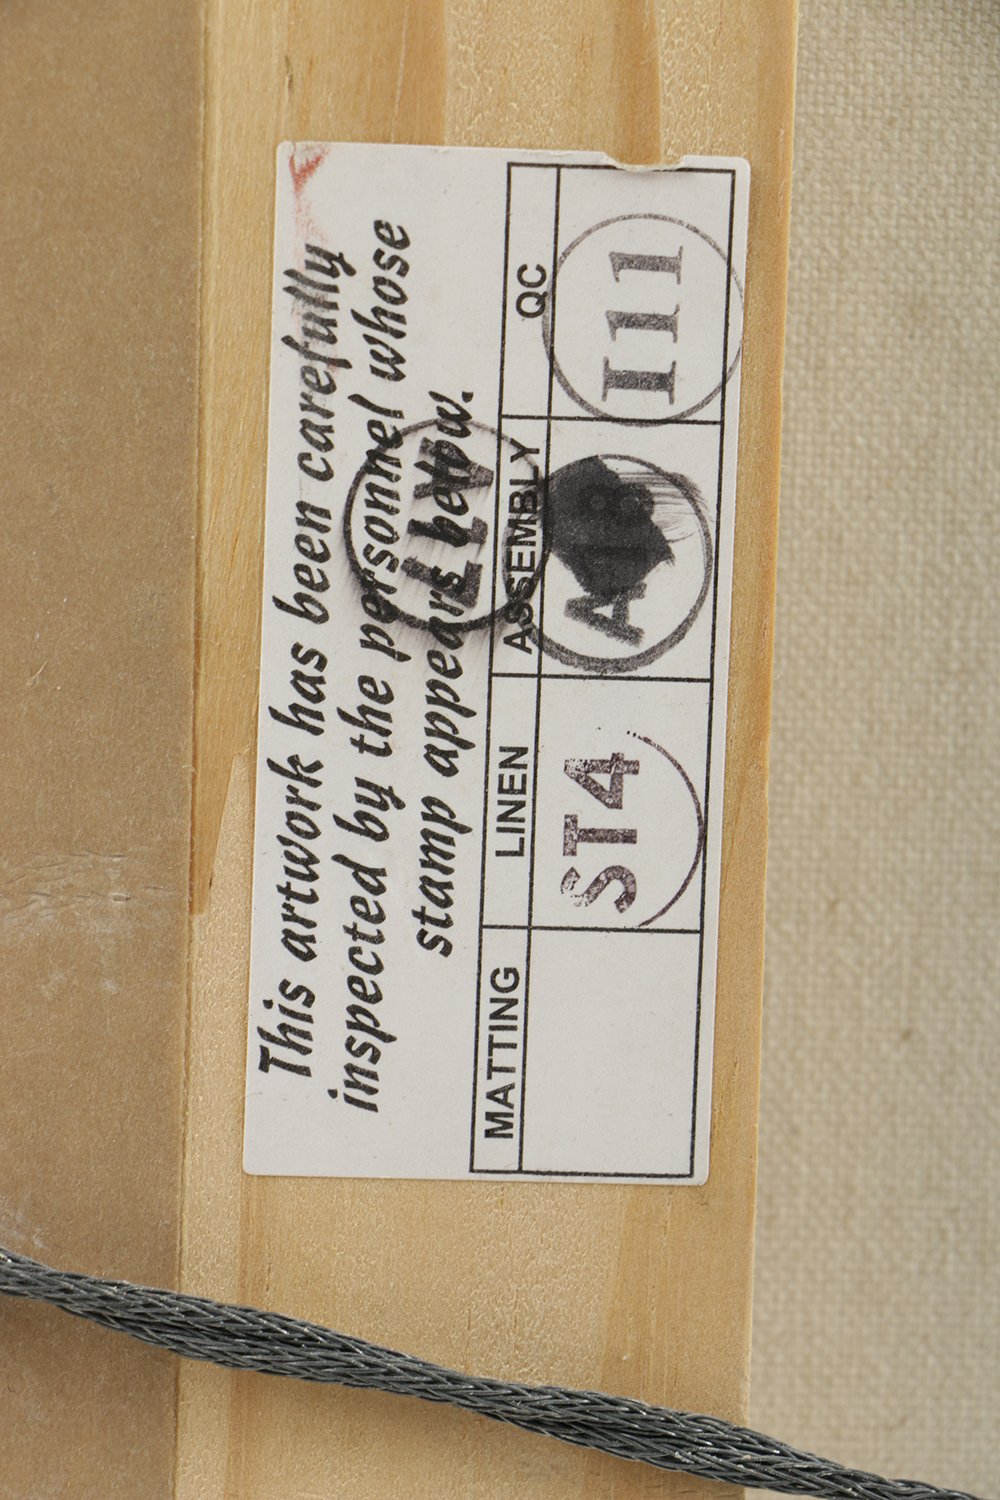 This artwork has been carefully
inspected by the personnel whose
stamp appears below.
MATTING LINEN ASSEMBLY QC
ST4 A18 I11